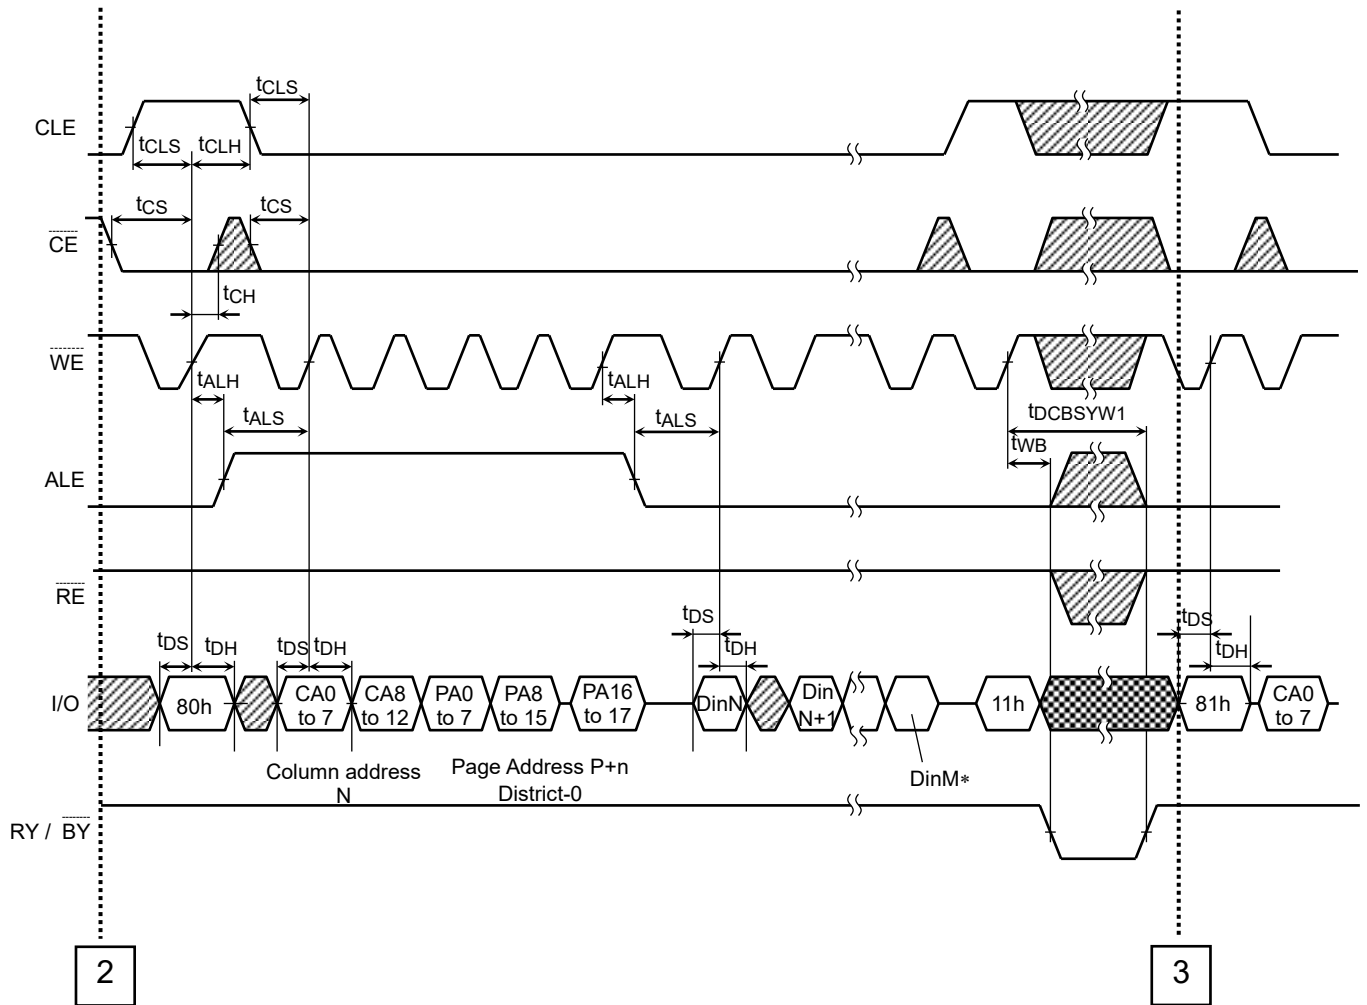 tCLS
CLE
tCLS
tCLH
tCS
tCS
CE
tCH
WE
tALH
tALH
tDCBSYW1
tALS
tALS
tWB
ALE
RE
tDS
tDH
tDS
tDH
tDS
tDH
tDS
tDH
I/O
80h
CA0
to 7
CA8
to 12
PA0
to 7
PA8
to 15
PA16
to 17
DinN
Din
N+1
11h
81h
CA0
to 7
Column address
N
Page Address P+n
District-0
DinM*
RY / BY
2
3